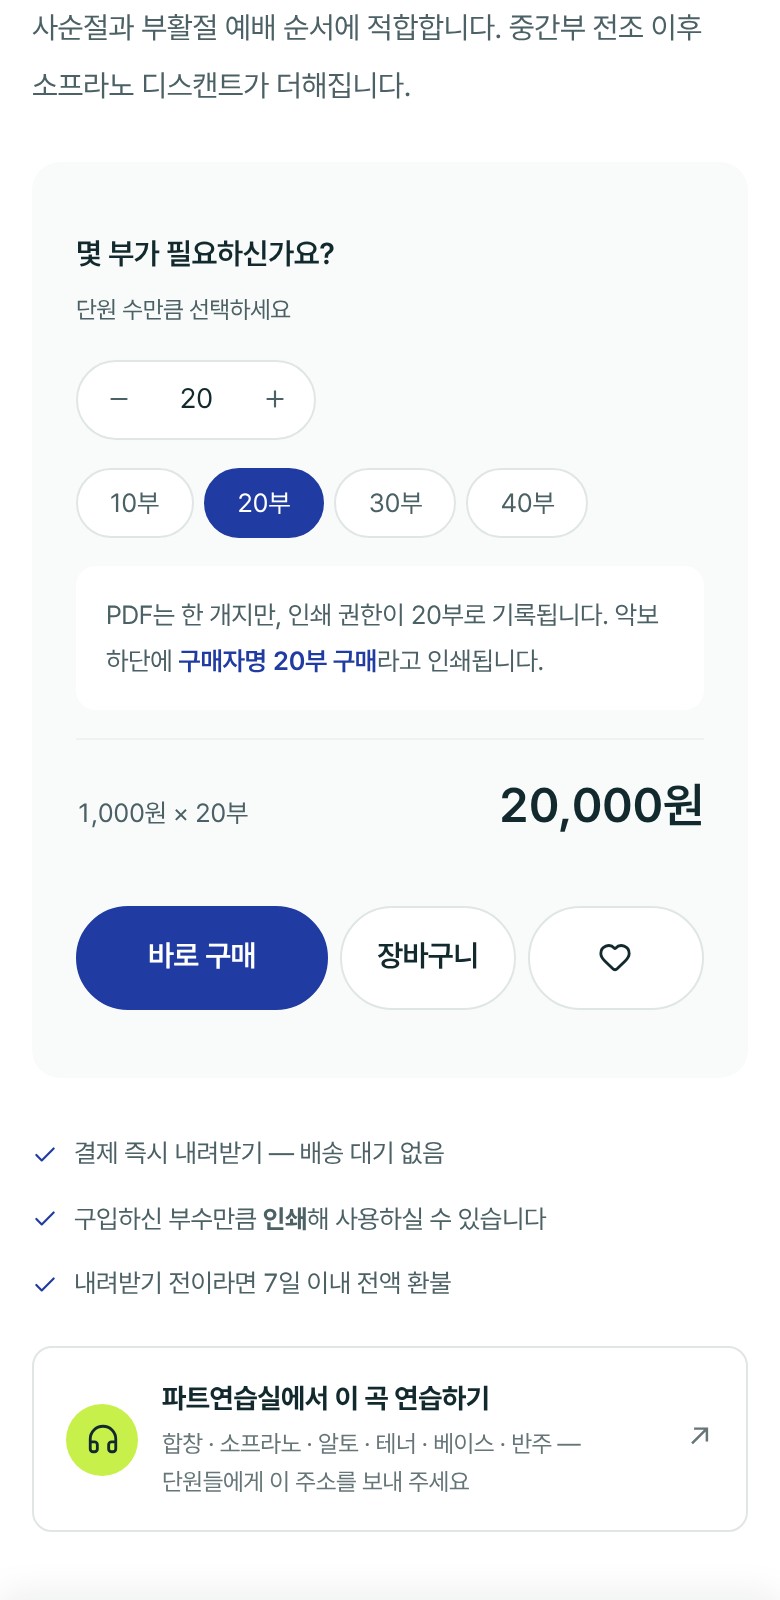 사순절과 부활절 예배 순서에 적합합니다. 중간부 전조 이후
소프라노 디스캔트가 더해집니다.
몇 부가 필요하신가요?
단원 수만큼 선택하세요
− 20 +
10부 20부 30부 40부
PDF는 한 개지만, 인쇄 권한이 20부로 기록됩니다. 악보
하단에 구매자명 20부 구매라고 인쇄됩니다.
1,000원 × 20부 20,000원
바로 구매 장바구니
결제 즉시 내려받기 — 배송 대기 없음
구입하신 부수만큼 인쇄해 사용하실 수 있습니다
내려받기 전이라면 7일 이내 전액 환불
파트연습실에서 이 곡 연습하기
합창 · 소프라노 · 알토 · 테너 · 베이스 · 반주 —
단원들에게 이 주소를 보내 주세요